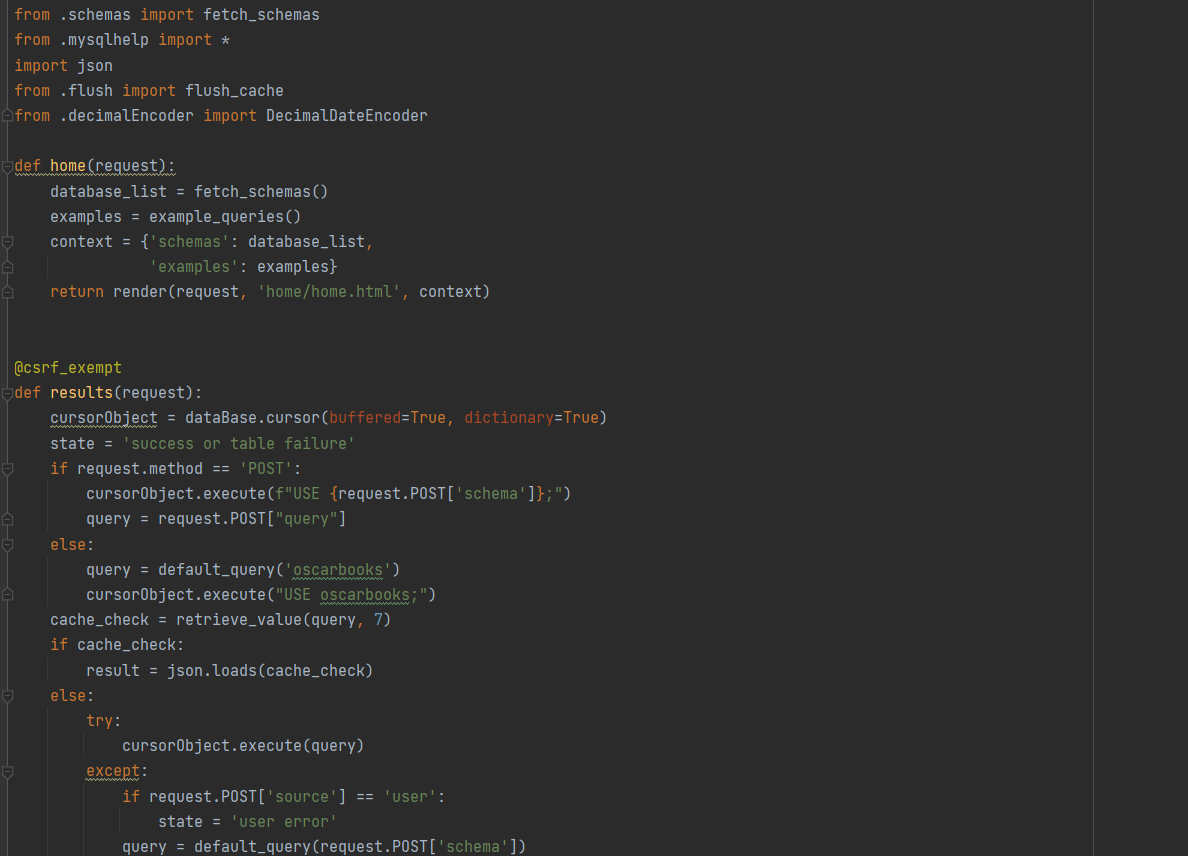 from .schemas import fetch_schemas
from .mysqlhelp import *
import json
from .flush import flush_cache
from .decimalEncoder import DecimalDateEncoder

def home(request):
    database_list = fetch_schemas()
    examples = example_queries()
    context = {'schemas': database_list,
               'examples': examples}
    return render(request, 'home/home.html', context)


@csrf_exempt
def results(request):
    cursorObject = dataBase.cursor(buffered=True, dictionary=True)
    state = 'success or table failure'
    if request.method == 'POST':
        cursorObject.execute(f"USE {request.POST['schema']};")
        query = request.POST["query"]
    else:
        query = default_query('oscarbooks')
        cursorObject.execute("USE oscarbooks;")
    cache_check = retrieve_value(query, 7)
    if cache_check:
        result = json.loads(cache_check)
    else:
        try:
            cursorObject.execute(query)
        except:
            if request.POST['source'] == 'user':
                state = 'user error'
            query = default_query(request.POST['schema'])